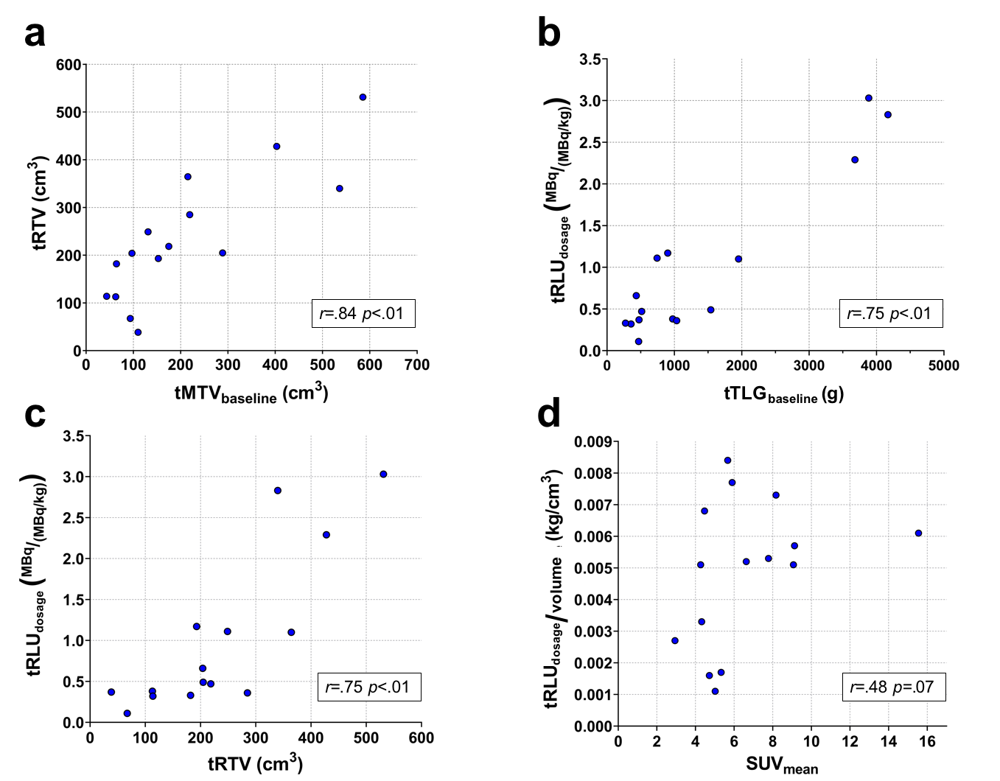 a
600
500
400
300
200
100
0
tRTV (cm3)
0 100 200 300 400 500 600 700
tMTVbaseline (cm3)
r=.84 p<.01
b
3.5
3.0
2.5
2.0
1.5
1.0
0.5
0.0
tRLUdosage (MBq/(MBq/kg))
0 1000 2000 3000 4000 5000
tTLGbaseline (g)
r=.75 p<.01
c
3.5
3.0
2.5
2.0
1.5
1.0
0.5
0.0
tRLUdosage (MBq/(MBq/kg))
0 100 200 300 400 500 600
tRTV (cm3)
r=.75 p<.01
d
0.009
0.008
0.007
0.006
0.005
0.004
0.003
0.002
0.001
0.000
tRLUdosage/volume (kg/cm3)
0 2 4 6 8 10 12 14 16
SUVmean
r=.48 p=.07